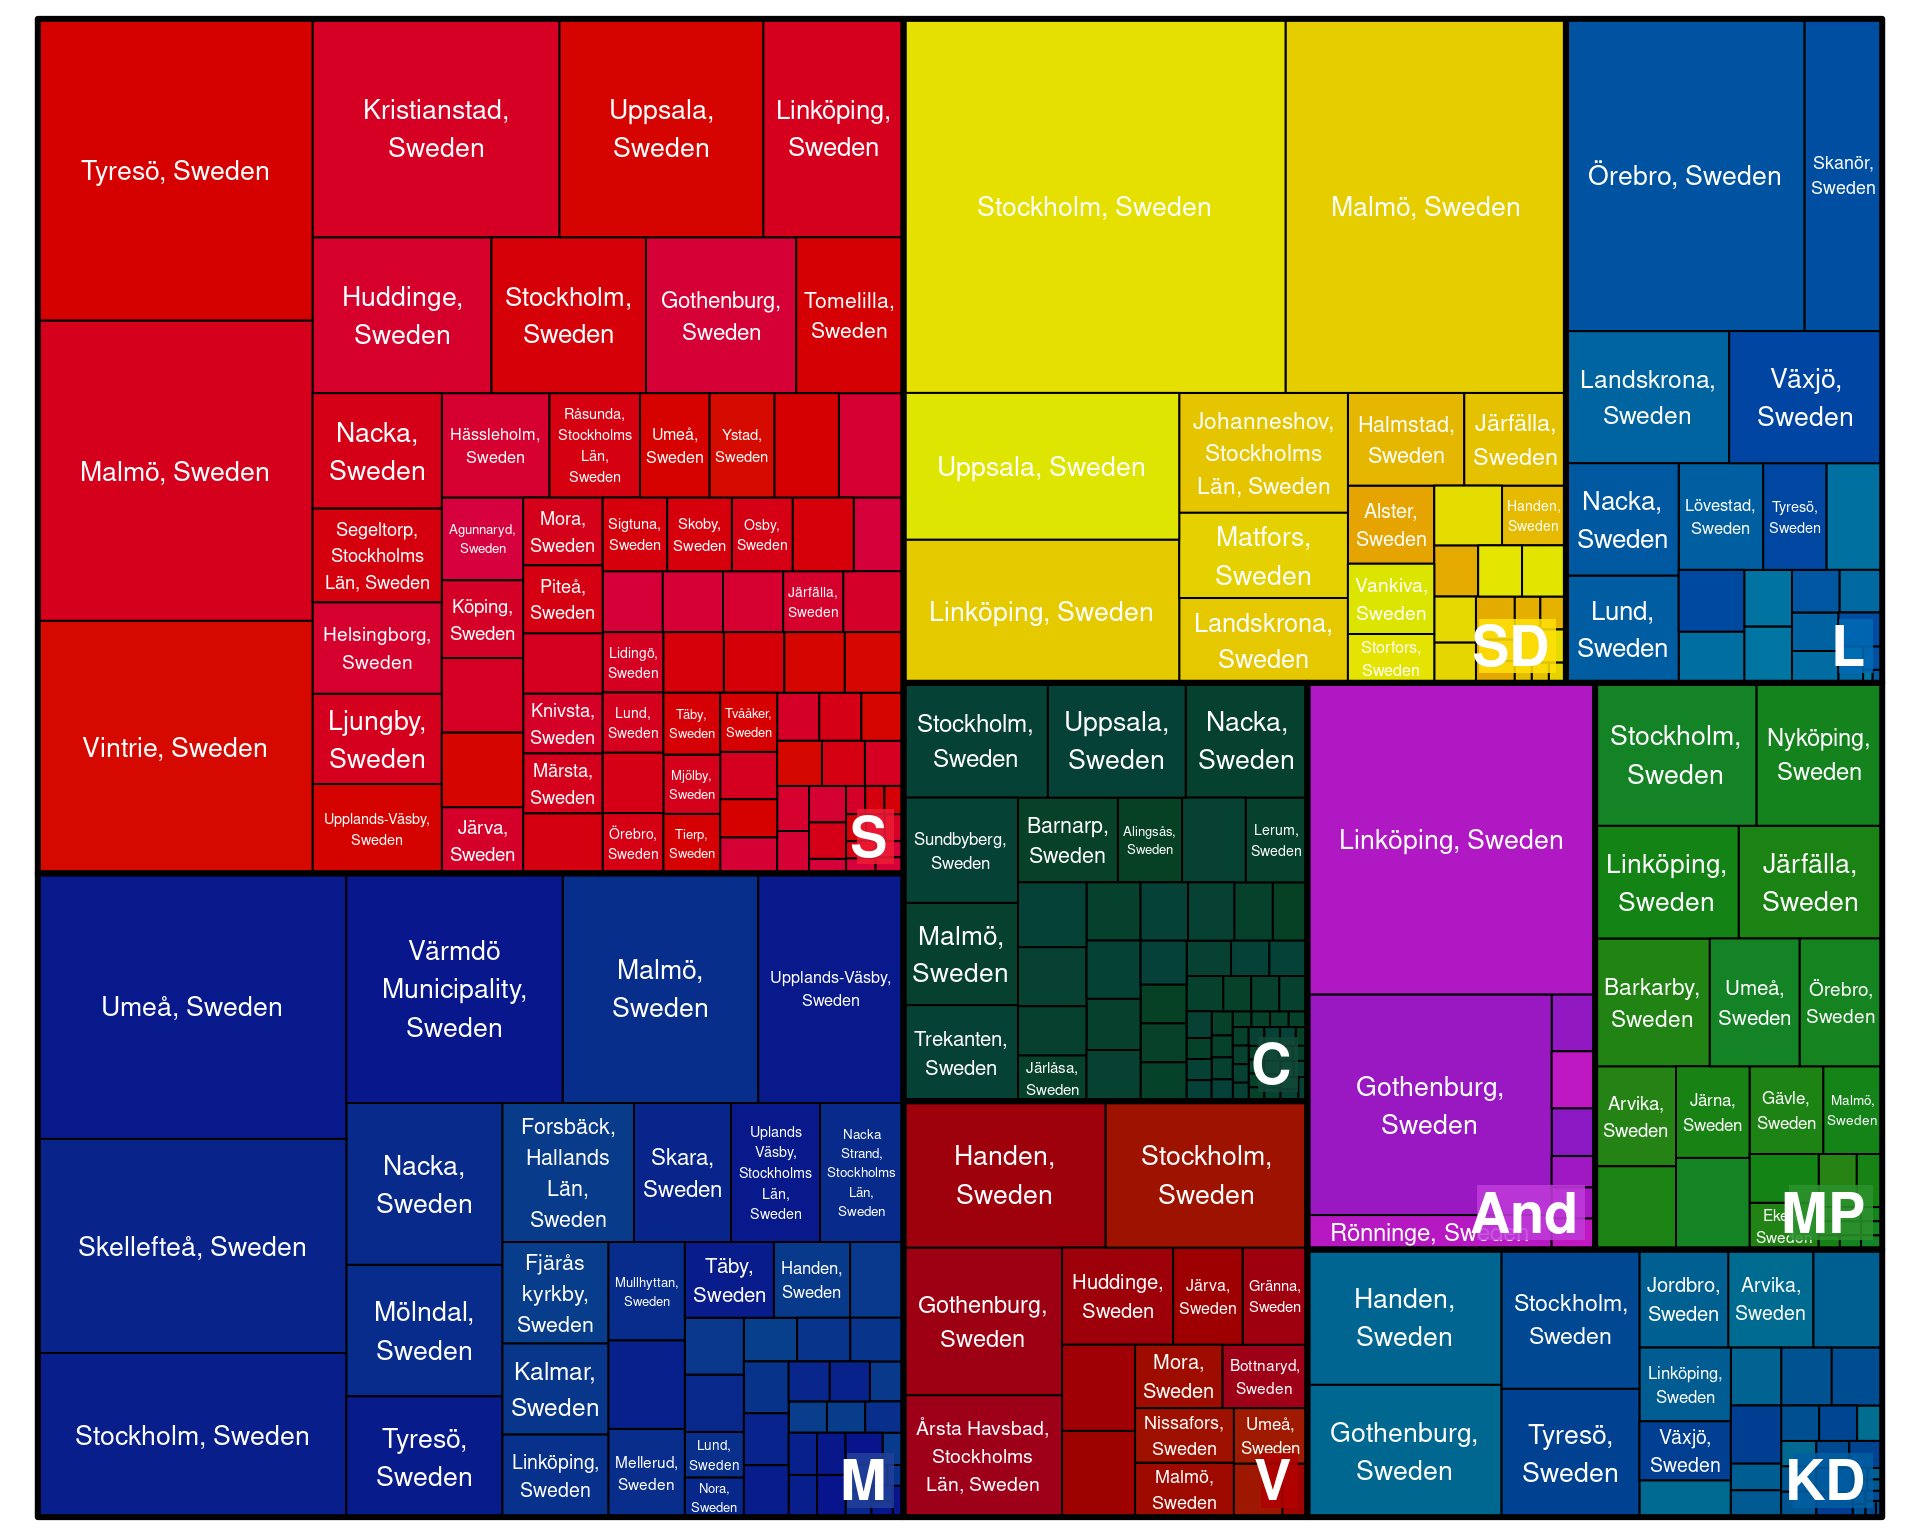 Tyresö, Sweden
Malmö, Sweden
Vintrie, Sweden
Kristianstad,
Sweden
Uppsala,
Sweden
Linköping,
Sweden
Huddinge,
Sweden
Stockholm,
Sweden
Gothenburg,
Sweden
Tomelilla,
Sweden
Nacka,
Sweden
Segeltorp,
Stockholms
Län, Sweden
Helsingborg,
Sweden
Ljungby,
Sweden
Upplands-Väsby,
Sweden
Hässleholm,
Sweden
Råsunda,
Stockholms
Län,
Sweden
Umeå,
Sweden
Ystad,
Sweden
Agunnaryd,
Sweden
Köping,
Sweden
Järva,
Sweden
Mora,
Sweden
Piteå,
Sweden
Knivsta,
Sweden
Märsta,
Sweden
Sigtuna,
Sweden
Skoby,
Sweden
Osby,
Sweden
Järfälla,
Sweden
Lidingö,
Sweden
Lund,
Sweden
Örebro,
Sweden
Täby,
Sweden
Mjölby,
Sweden
Tierp,
Sweden
Tvååker,
Sweden
S
Stockholm, Sweden
Malmö, Sweden
Uppsala, Sweden
Linköping, Sweden
Johanneshov,
Stockholms
Län, Sweden
Matfors,
Sweden
Landskrona,
Sweden
Halmstad,
Sweden
Järfälla,
Sweden
Alster,
Sweden
Handen,
Sweden
Vankiva,
Sweden
Storfors,
Sweden
SD
Örebro, Sweden
Skanör,
Sweden
Landskrona,
Sweden
Växjö,
Sweden
Nacka,
Sweden
Lund,
Sweden
Lövestad,
Sweden
Tyresö,
Sweden
L
Umeå, Sweden
Skellefteå, Sweden
Stockholm, Sweden
Värmdö
Municipality,
Sweden
Malmö,
Sweden
Upplands-Väsby,
Sweden
Nacka,
Sweden
Mölndal,
Sweden
Tyresö,
Sweden
Forsbäck,
Hallands
Län,
Sweden
Skara,
Sweden
Uplands
Väsby,
Stockholms
Län,
Sweden
Nacka
Strand,
Stockholms
Län,
Sweden
Fjärås
kyrkby,
Sweden
Kalmar,
Sweden
Linköping,
Sweden
Mullhyttan,
Sweden
Mellerud,
Sweden
Täby,
Sweden
Handen,
Sweden
Lund,
Sweden
Nora,
Sweden
M
Stockholm,
Sweden
Uppsala,
Sweden
Nacka,
Sweden
Sundbyberg,
Sweden
Malmö,
Sweden
Trekanten,
Sweden
Barnarp,
Sweden
Alingsås,
Sweden
Lerum,
Sweden
Järlåsa,
Sweden
C
Handen,
Sweden
Stockholm,
Sweden
Gothenburg,
Sweden
Årsta Havsbad,
Stockholms
Län, Sweden
Huddinge,
Sweden
Järva,
Sweden
Gränna,
Sweden
Mora,
Sweden
Bottnaryd,
Sweden
Nissafors,
Sweden
Umeå,
Sweden
Malmö,
Sweden
V
Linköping, Sweden
Gothenburg,
Sweden
Rönninge, Sweden
And
Stockholm,
Sweden
Nyköping,
Sweden
Linköping,
Sweden
Järfälla,
Sweden
Barkarby,
Sweden
Umeå,
Sweden
Örebro,
Sweden
Arvika,
Sweden
Järna,
Sweden
Gävle,
Sweden
Malmö,
Sweden
Sweden
MP
Handen,
Sweden
Gothenburg,
Sweden
Stockholm,
Sweden
Tyresö,
Sweden
Jordbro,
Sweden
Arvika,
Sweden
Linköping,
Sweden
Växjö,
Sweden
KD